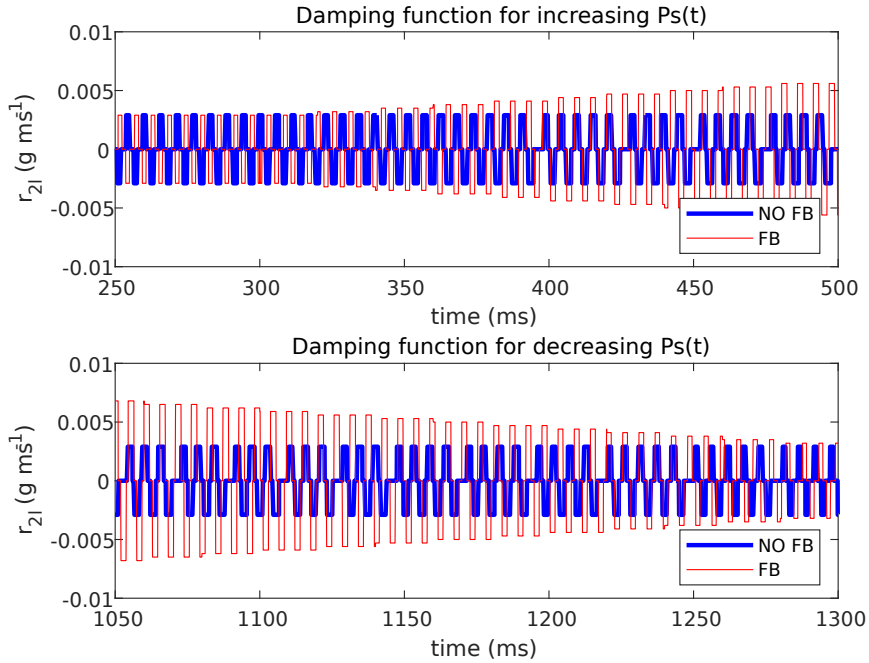 Damping function for increasing Ps(t)
0.01
0.005
0
-0.005
-0.01
r2l (g ms-1)
NO FB
FB
250 300 350 400 450 500
time (ms)
Damping function for decreasing Ps(t)
0.01
0.005
0
-0.005
-0.01
r2l (g ms-1)
NO FB
FB
1050 1100 1150 1200 1250 1300
time (ms)